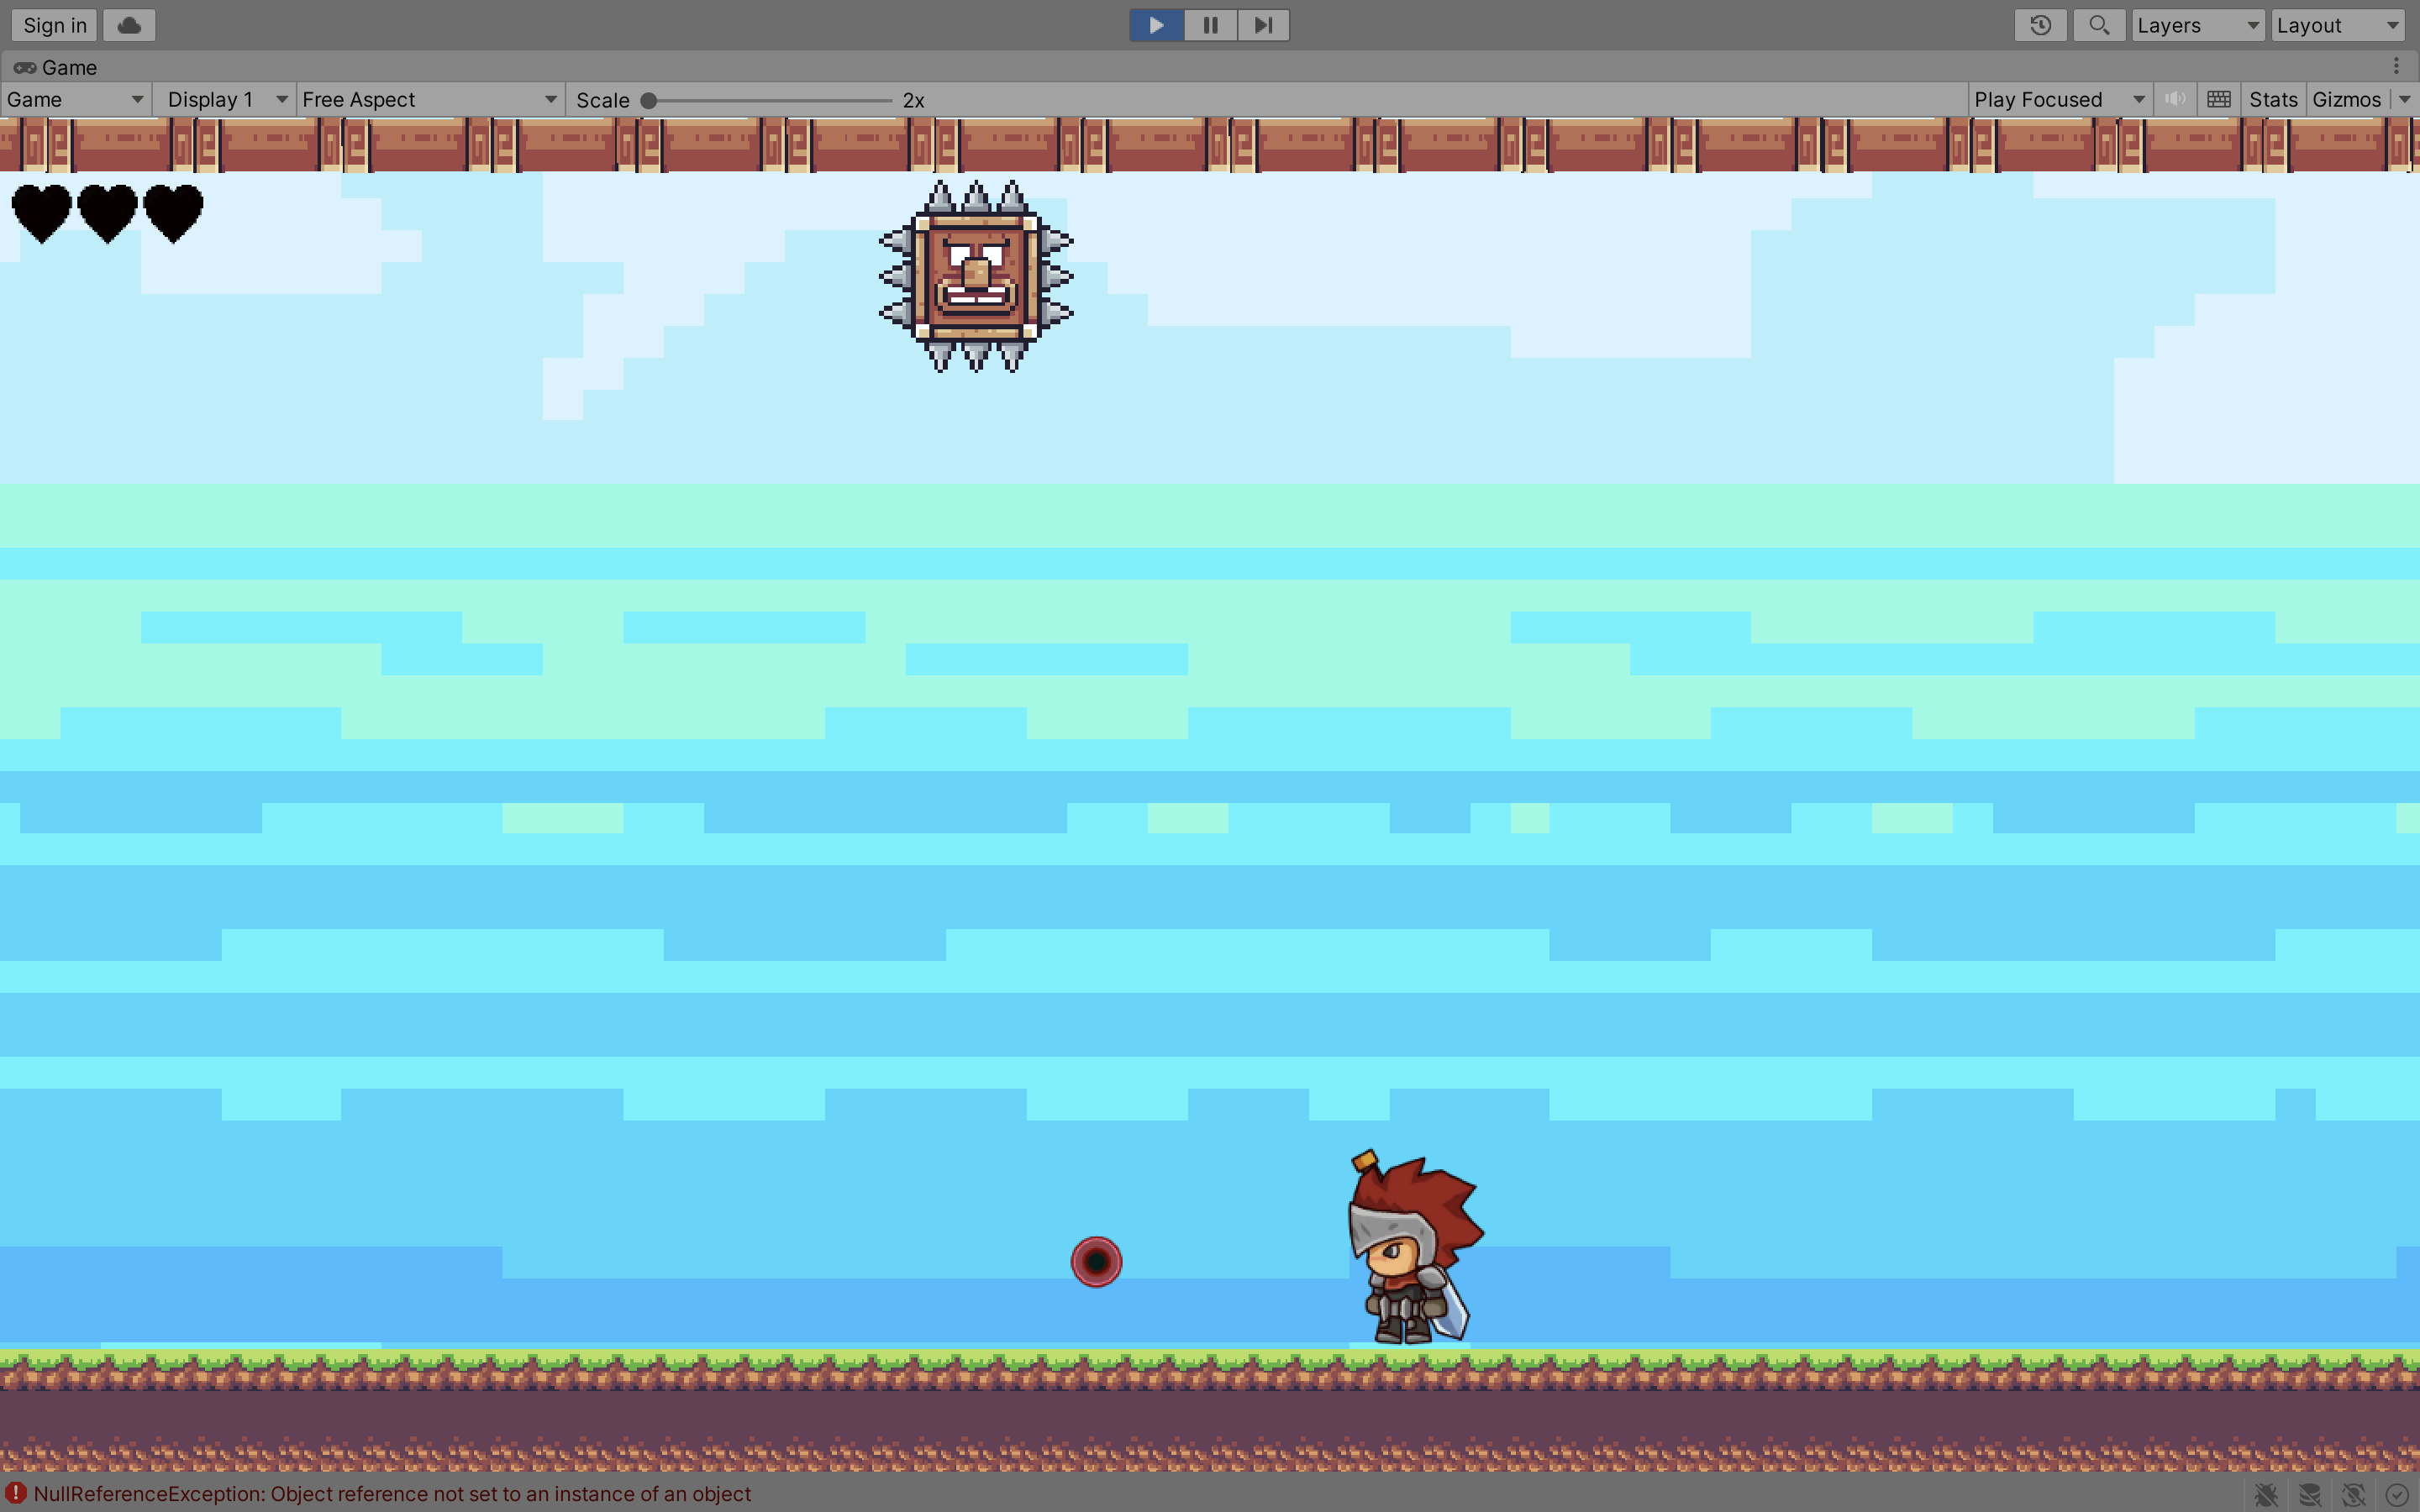 Sign in
Layers
Layout
Game
Game
Display 1
Free Aspect
Scale
2x
Play Focused
Stats
Gizmos
NullReferenceException: Object reference not set to an instance of an object